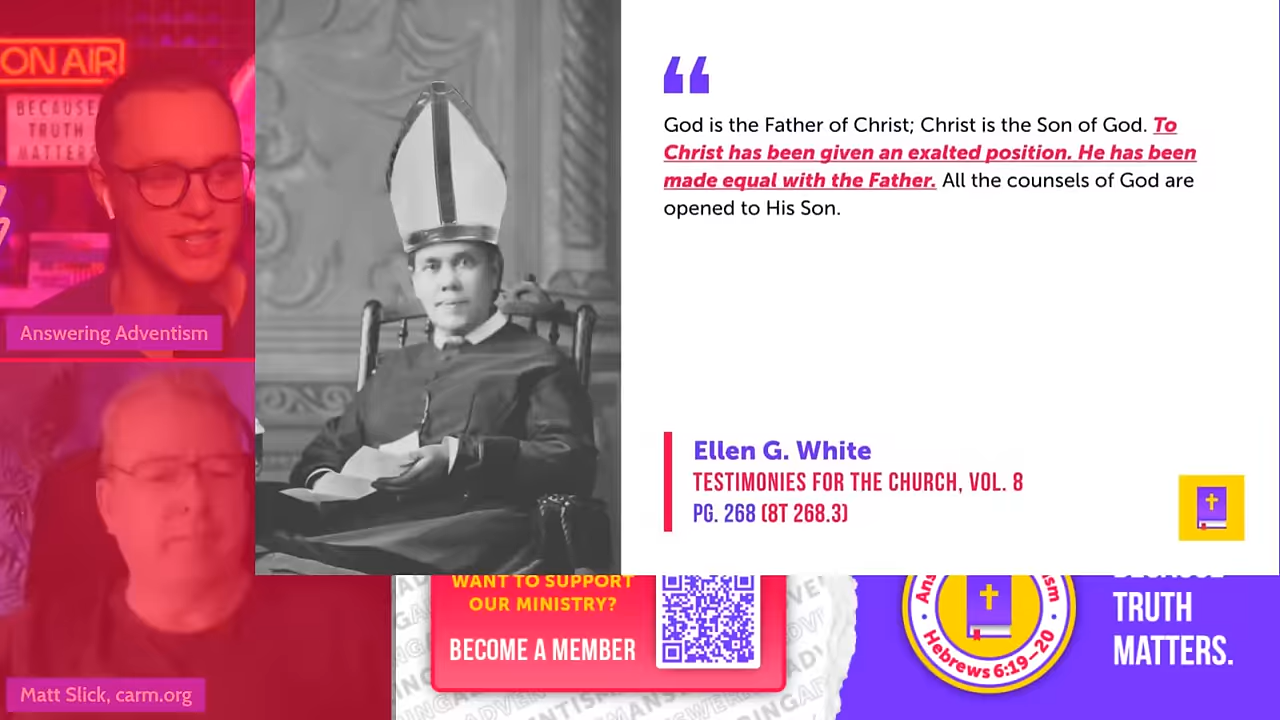 ON AIR
BECAUSE
TRUTH
MATTERS
Answering Adventism
Matt Slick, carm.org
“
God is the Father of Christ; Christ is the Son of God. To
Christ has been given an exalted position. He has been
made equal with the Father. All the counsels of God are
opened to His Son.
Ellen G. White
TESTIMONIES FOR THE CHURCH, VOL. 8
PG. 268 (8T 268.3)
WANT TO SUPPORT
OUR MINISTRY?
BECOME A MEMBER
Hebrews 6:19–20
TRUTH
MATTERS.